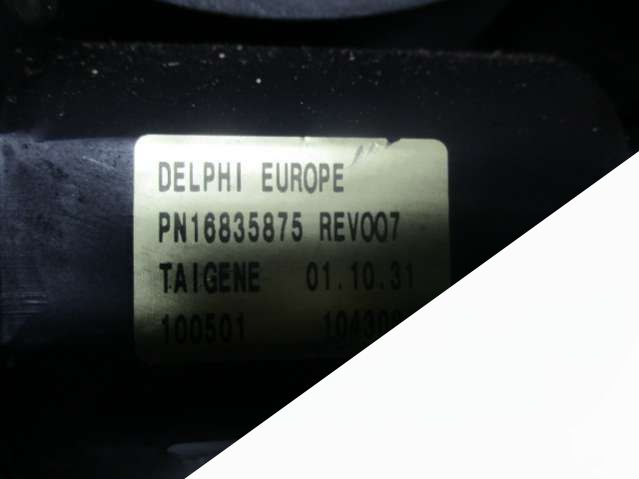 DELPHI EUROPE
PN16835875 REV007
TAIGENE 01.10.31
100501